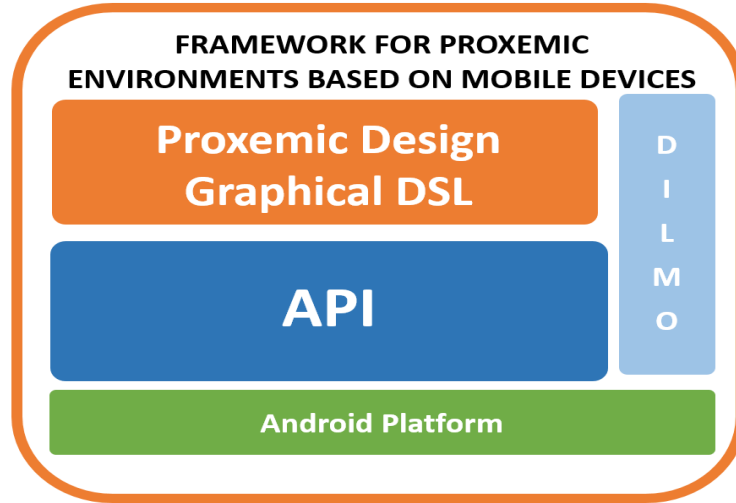 FRAMEWORK FOR PROXEMIC
ENVIRONMENTS BASED ON MOBILE DEVICES
Proxemic Design
Graphical DSL
API
D
I
L
M
O
Android Platform